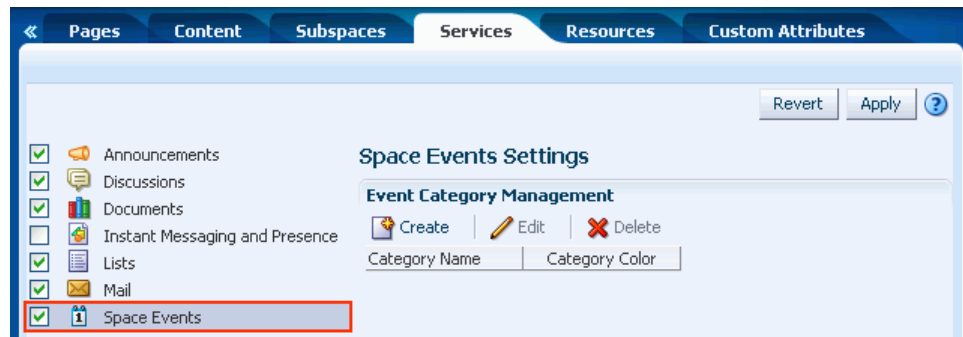 « Pages Content Subspaces Services Resources Custom Attributes
Revert Apply ?
Announcements
Discussions
Documents
Instant Messaging and Presence
Lists
Mail
1 Space Events
Space Events Settings
Event Category Management
Create Edit Delete
Category Name Category Color